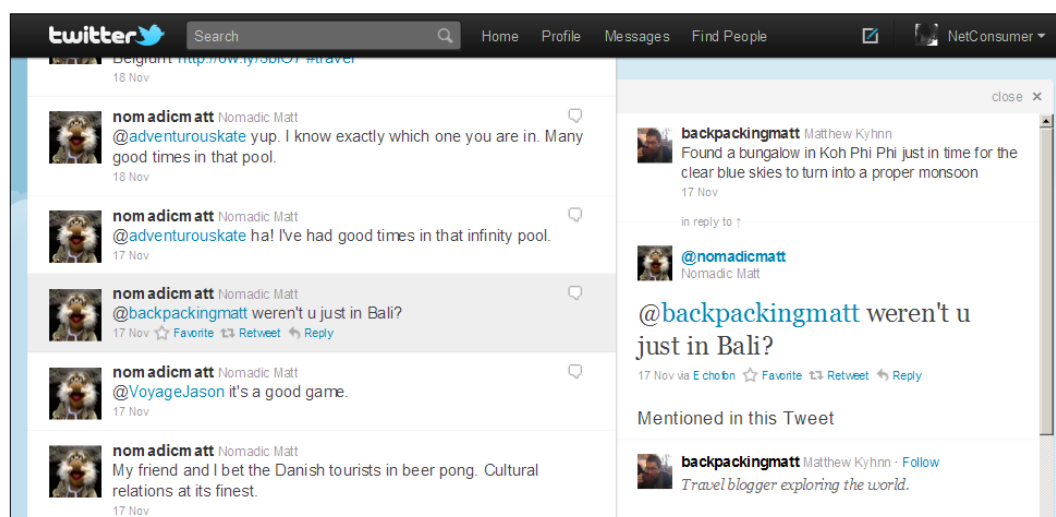 twitter
Search
Home Profile Messages Find People
NetConsumer
18 Nov
nomadicmatt Nomadic Matt
@adventurouskate yup. I know exactly which one you are in. Many
good times in that pool.
18 Nov
nomadicmatt Nomadic Matt
@adventurouskate ha! I've had good times in that infinity pool.
17 Nov
nomadicmatt Nomadic Matt
@backpackingmatt weren't u just in Bali?
17 Nov Favorite Retweet Reply
nomadicmatt Nomadic Matt
@VoyageJason it's a good game.
17 Nov
nomadicmatt Nomadic Matt
My friend and I bet the Danish tourists in beer pong. Cultural
relations at its finest.
17 Nov
close ×
backpackingmatt Matthew Kyhnn
Found a bungalow in Koh Phi Phi just in time for the
clear blue skies to turn into a proper monsoon
17 Nov
in reply to ↑
@nomadicmatt
Nomadic Matt
@backpackingmatt weren't u
just in Bali?
17 Nov via Echofon Favorite Retweet Reply
Mentioned in this Tweet
backpackingmatt Matthew Kyhnn · Follow
Travel blogger exploring the world.